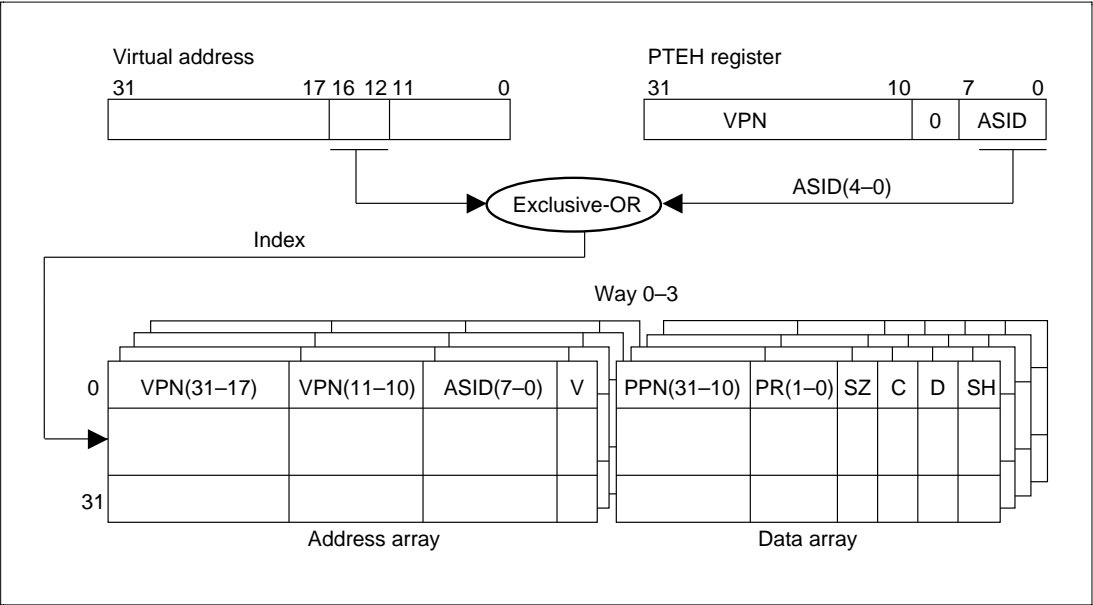 Virtual address
31 17 16 12 11 0
PTEH register
31 10 7 0
VPN 0 ASID
ASID(4–0)
Exclusive-OR
Index
Way 0–3
0 VPN(31–17) VPN(11–10) ASID(7–0) V PPN(31–10) PR(1–0) SZ C D SH
31
Address array Data array